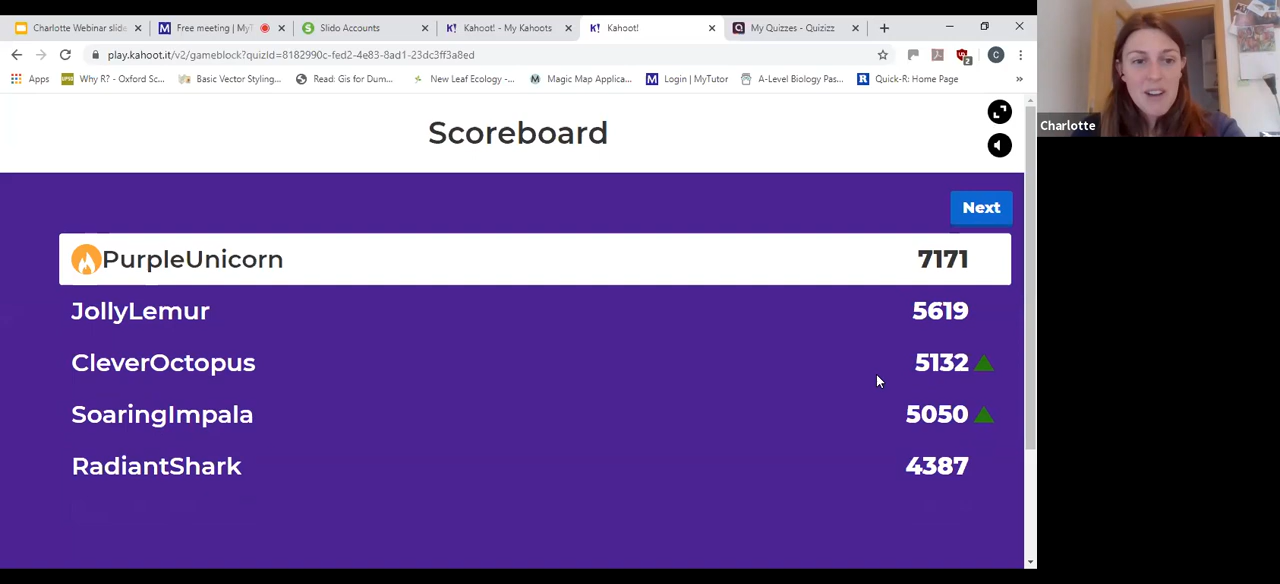 Charlotte Webinar slide
Free meeting | MyT
Slido Accounts
K! Kahoot! - My Kahoots
K! Kahoot!
My Quizzes - Quizizz
play.kahoot.it/v2/gameblock?quizId=8182990c-fed2-4e83-8ad1-23dc3ff3a8ed
C
Apps
Why R? - Oxford Sc...
Basic Vector Styling...
Read: Gis for Dum...
New Leaf Ecology -...
Magic Map Applica...
Login | MyTutor
A-Level Biology Pas...
Quick-R: Home Page
»
Charlotte
Scoreboard
Next
PurpleUnicorn 7171
JollyLemur 5619
CleverOctopus 5132
SoaringImpala 5050
RadiantShark 4387